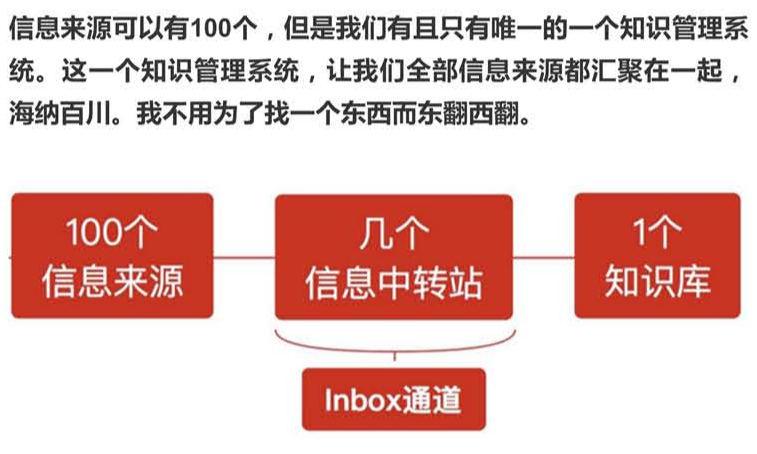 信息来源可以有100个，但是我们有且只有唯一的一个知识管理系
统。这一个知识管理系统，让我们全部信息来源都汇聚在一起，
海纳百川。我不用为了找一个东西而东翻西翻。
100个
信息来源
几个
信息中转站
1个
知识库
Inbox通道